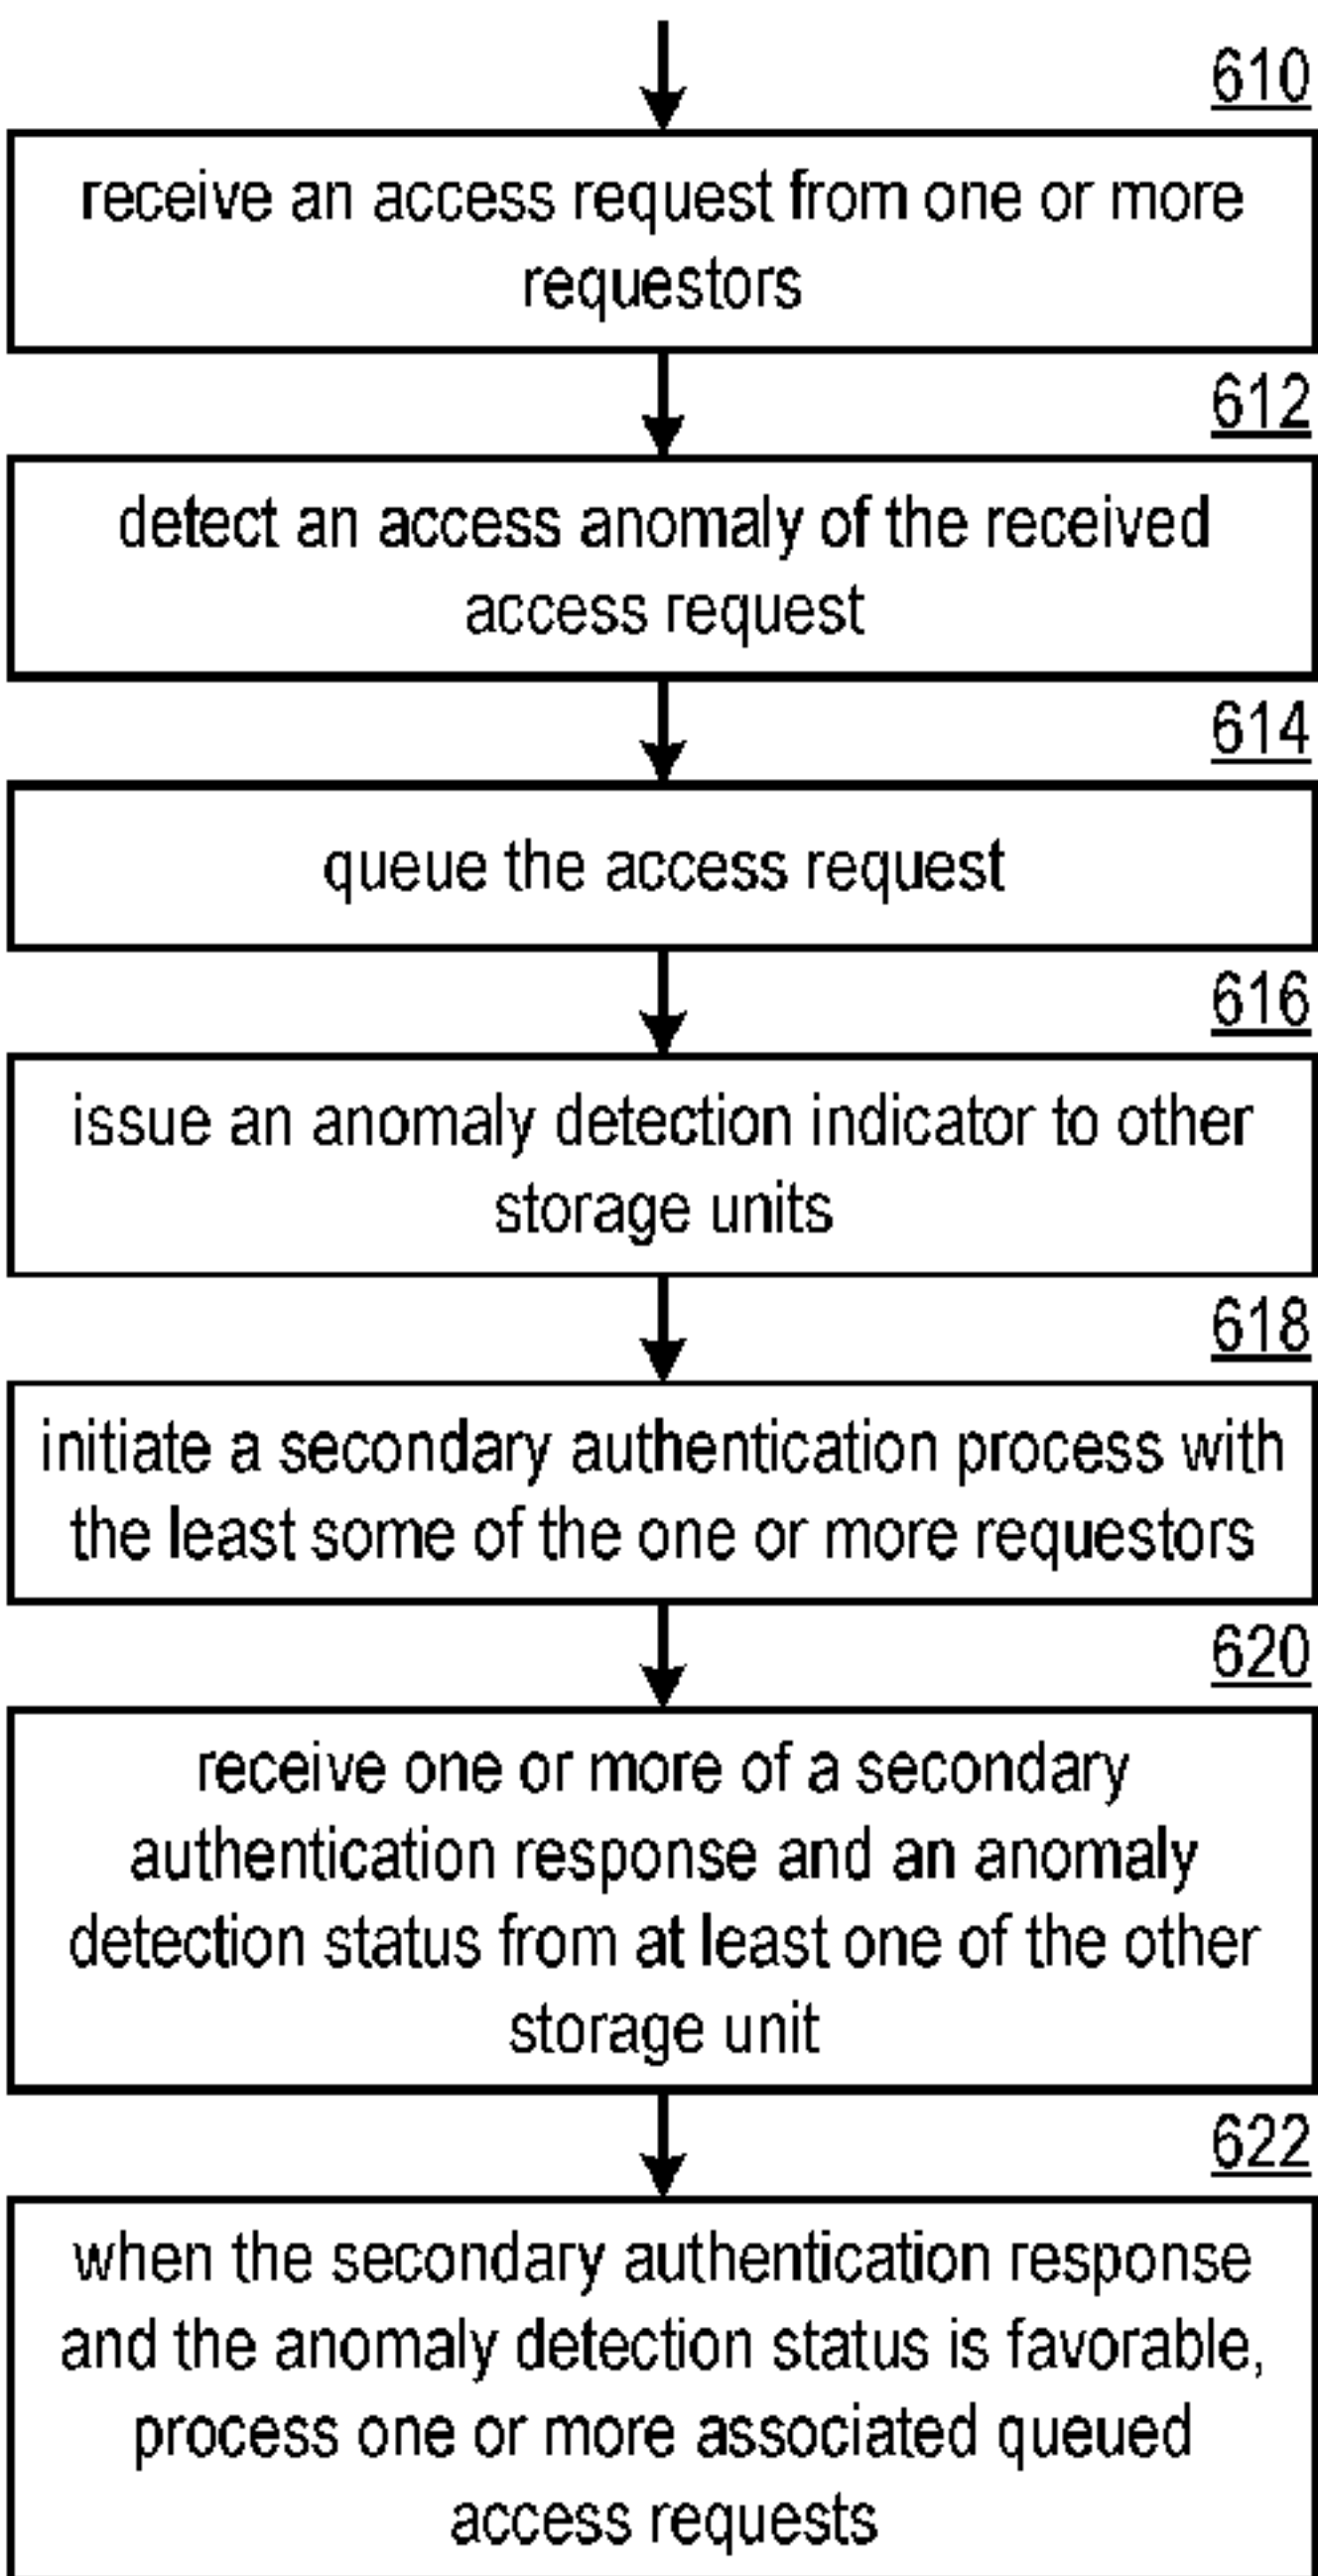 610
receive an access request from one or more
requestors
612
detect an access anomaly of the received
access request
614
queue the access request
616
issue an anomaly detection indicator to other
storage units
618
initiate a secondary authentication process with
the least some of the one or more requestors
620
receive one or more of a secondary
authentication response and an anomaly
detection status from at least one of the other
storage unit
622
when the secondary authentication response
and the anomaly detection status is favorable,
process one or more associated queued
access requests